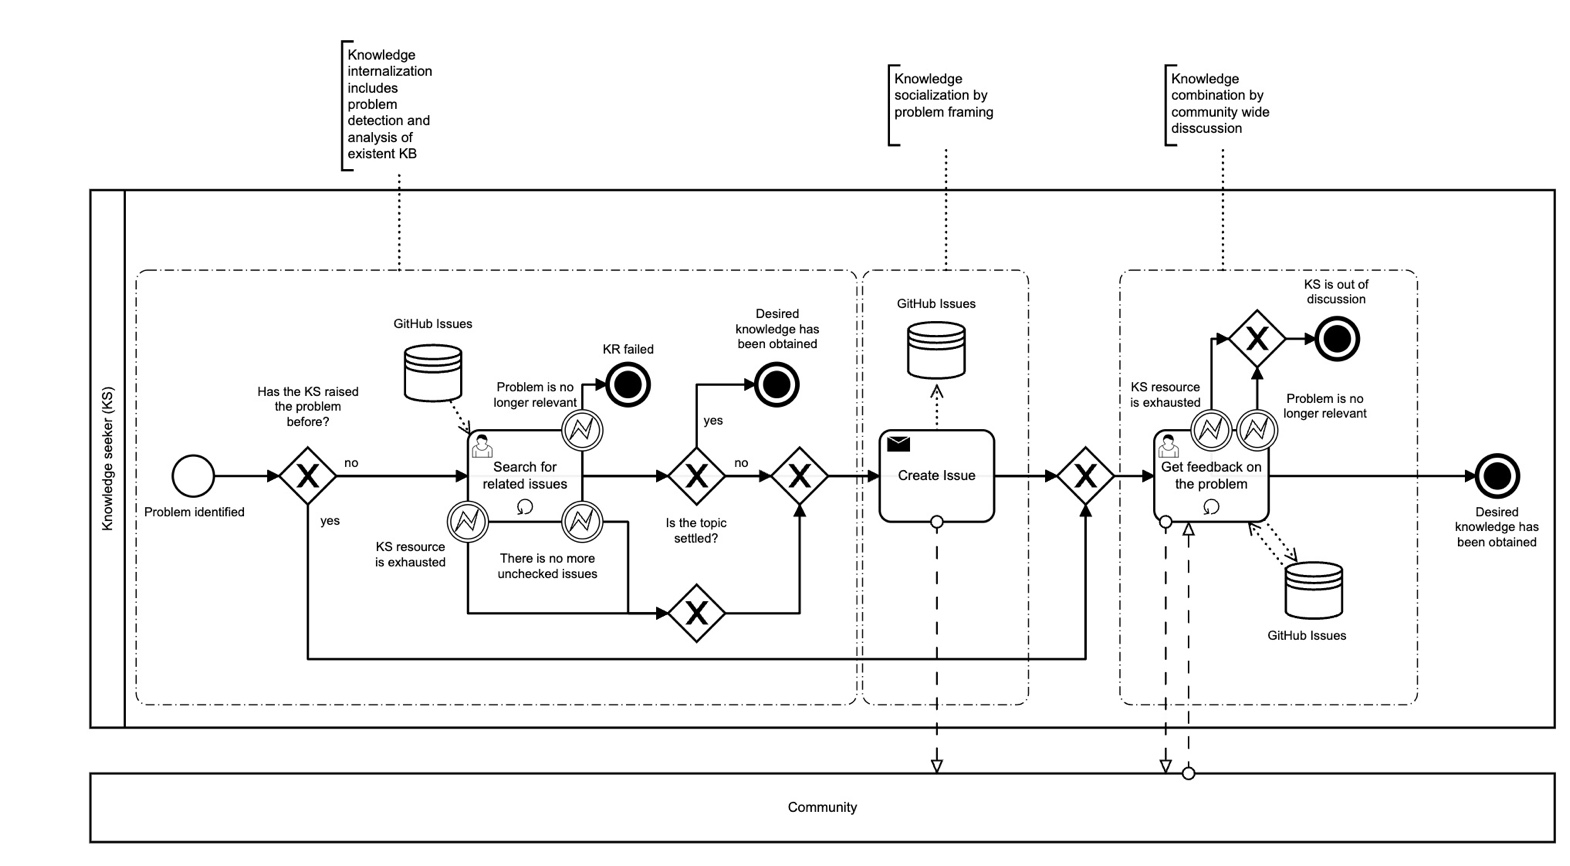 Knowledge
internalization
includes
problem
detection and
analysis of
existent KB
Knowledge
socialization by
problem framing
Knowledge
combination by
community wide
disscussion
Knowledge seeker (KS)
Problem identified
Has the KS raised
the problem
before?
no
yes
GitHub Issues
Search for
related issues
Problem is no
longer relevant
KR failed
KS resource
is exhausted
There is no more
unchecked issues
Is the topic
settled?
yes
no
Desired
knowledge has
been obtained
GitHub Issues
Create Issue
KS resource
is exhausted
Problem is no
longer relevant
KS is out of
discussion
Get feedback on
the problem
GitHub Issues
Desired
knowledge has
been obtained
Community